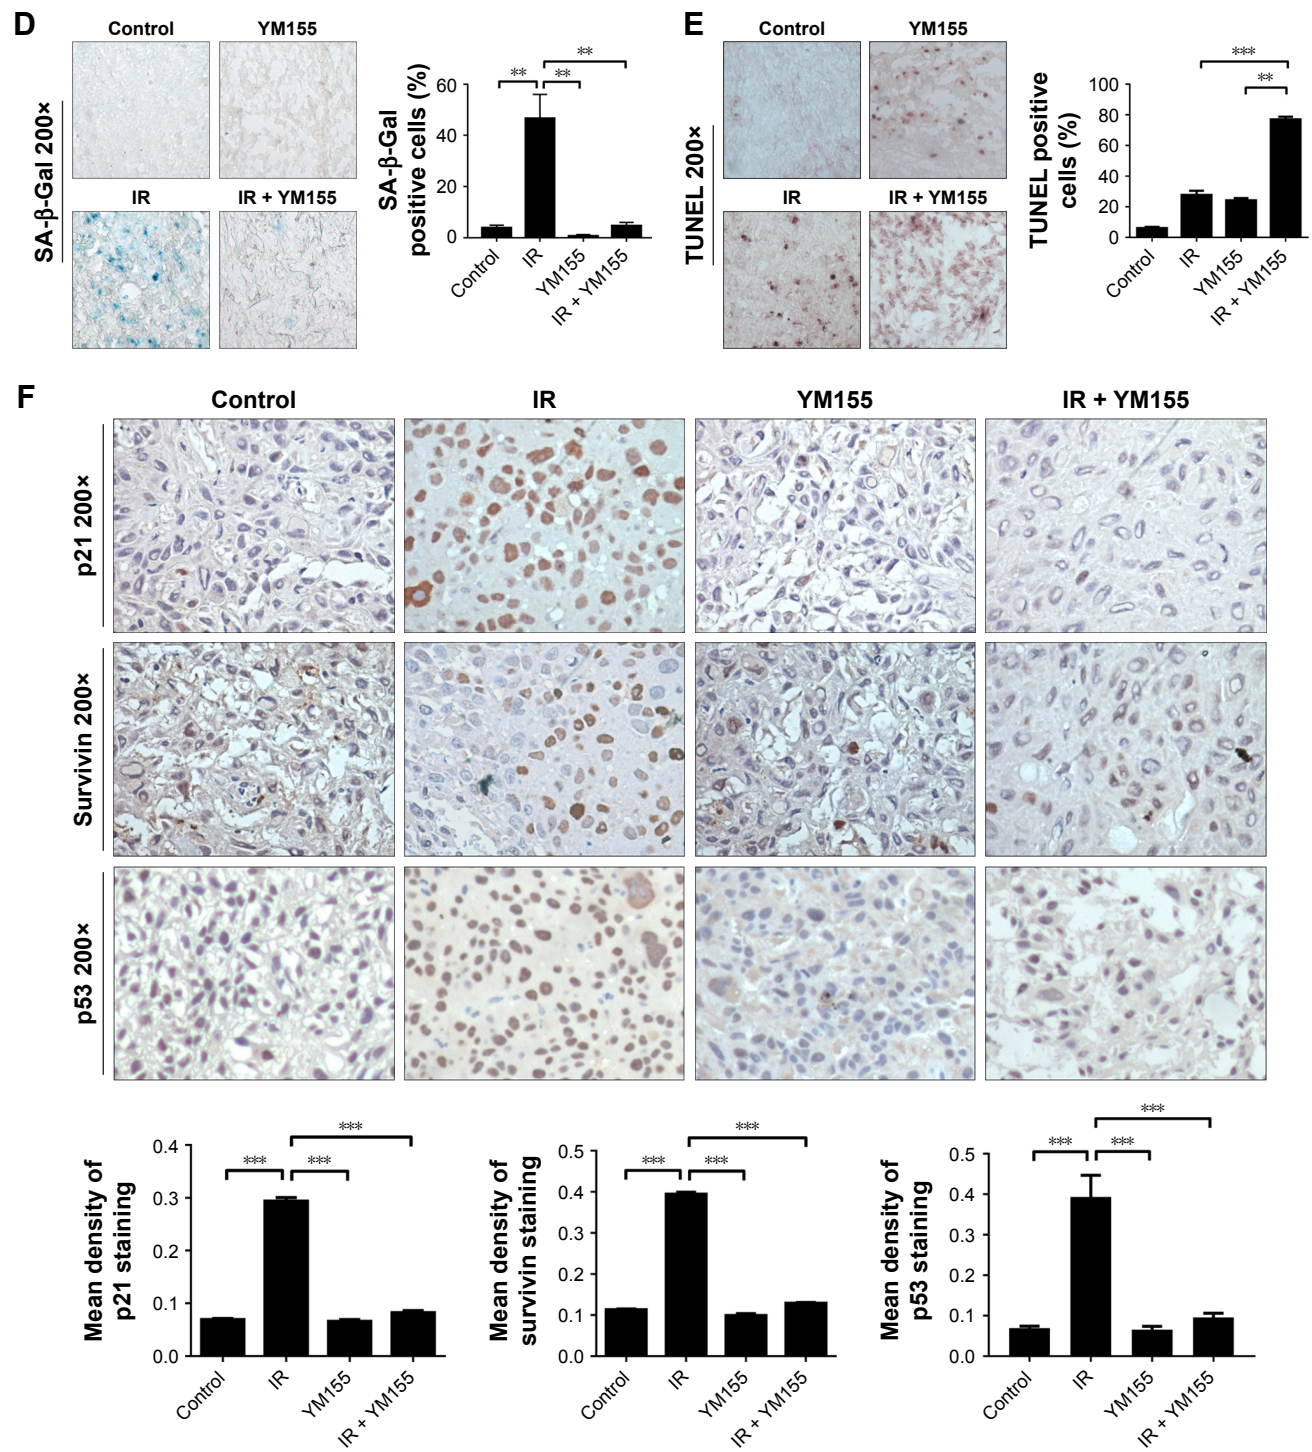 D
Control
YM155
SA-β-Gal 200×
IR
IR + YM155
SA-β-Gal
positive cells (%)
60
40
20
0
**
**
**
Control
IR
YM155
IR + YM155
E
Control
YM155
TUNEL 200×
IR
IR + YM155
TUNEL positive
cells (%)
100
80
60
40
20
0
***
**
Control
IR
YM155
IR + YM155
F
Control
IR
YM155
IR + YM155
p21 200×
Survivin 200×
p53 200×
Mean density of
p21 staining
0.4
0.3
0.2
0.1
0.0
***
***
***
Control
IR
YM155
IR + YM155
Mean density of
survivin staining
0.5
0.4
0.3
0.2
0.1
0.0
***
***
***
Control
IR
YM155
IR + YM155
Mean density of
p53 staining
0.5
0.4
0.3
0.2
0.1
0.0
***
***
***
Control
IR
YM155
IR + YM155